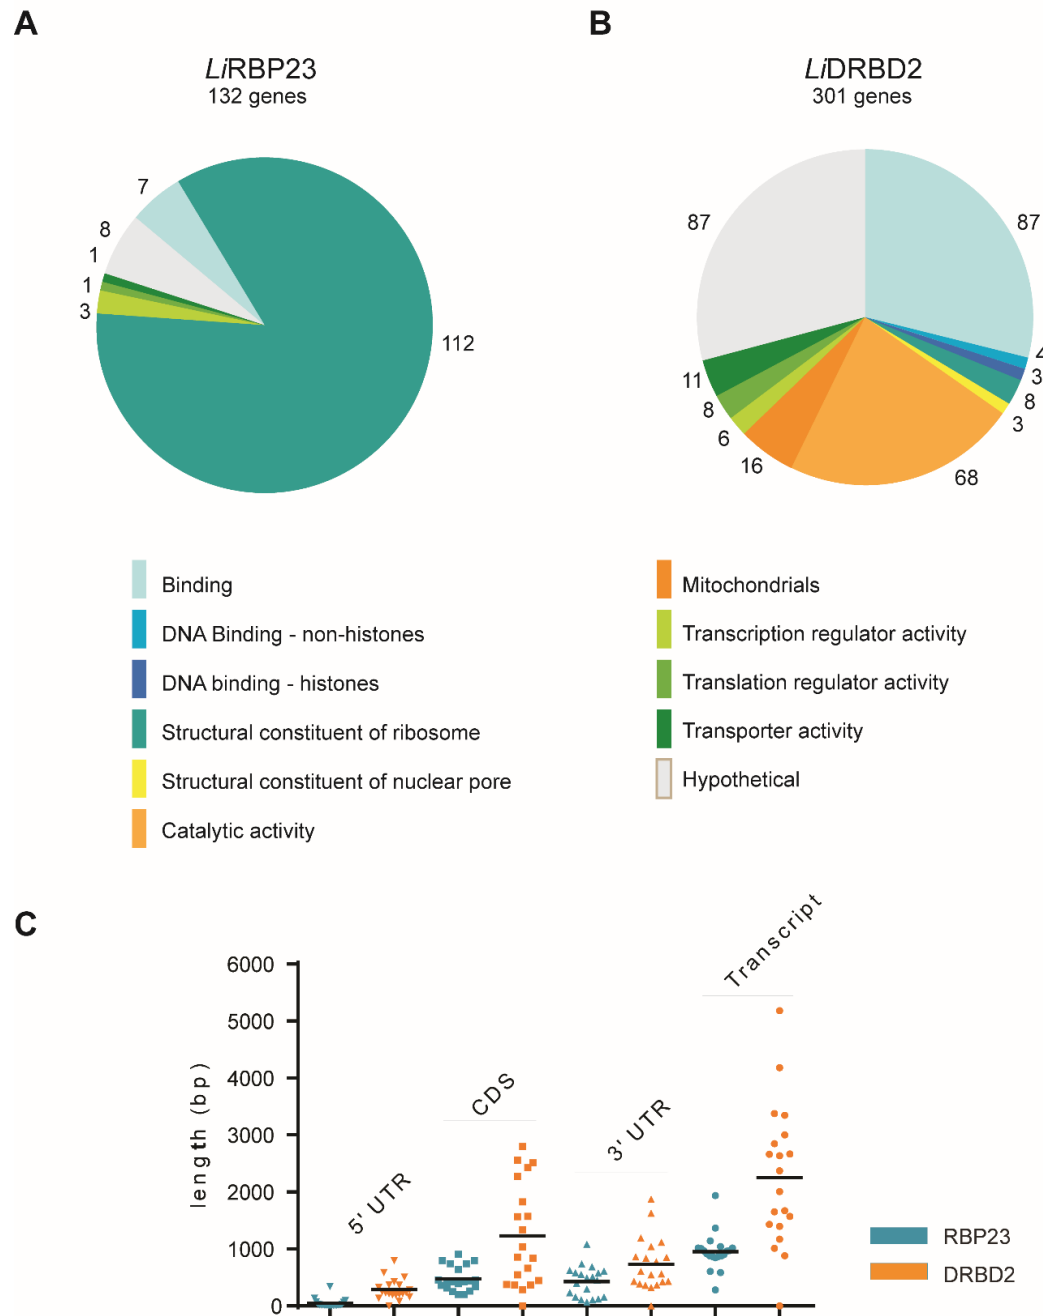 A
B
LiRBP23
132 genes
LiDRBD2
301 genes
7
8
1
1
3
112
87
87
4
3
8
3
68
16
6
8
11
Binding
DNA Binding - non-histones
DNA binding - histones
Structural constituent of ribosome
Structural constituent of nuclear pore
Catalytic activity
Mitochondrials
Transcription regulator activity
Translation regulator activity
Transporter activity
Hypothetical
C
length (bp)
6000
5000
4000
3000
2000
1000
0
5' UTR
CDS
3' UTR
Transcript
RBP23
DRBD2